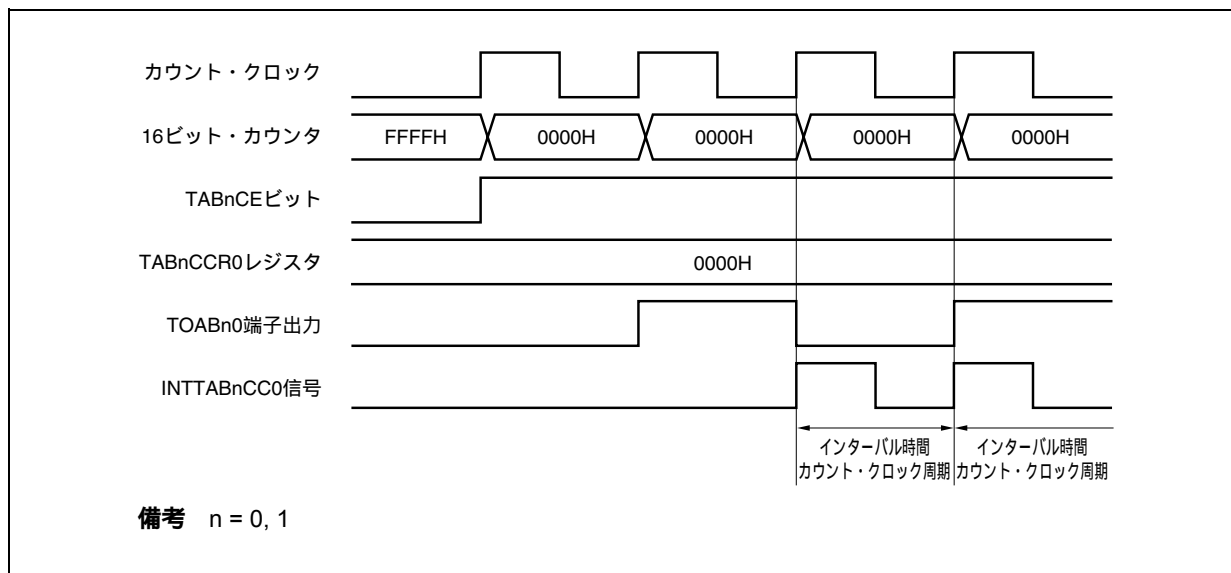 カウント・クロック
16ビット・カウンタ
FFFFH
0000H
0000H
0000H
0000H
TABnCEビット
TABnCCR0レジスタ
0000H
TOABn0端子出力
INTTABnCC0信号
インターバル時間
カウント・クロック周期
インターバル時間
カウント・クロック周期
備考 n = 0, 1